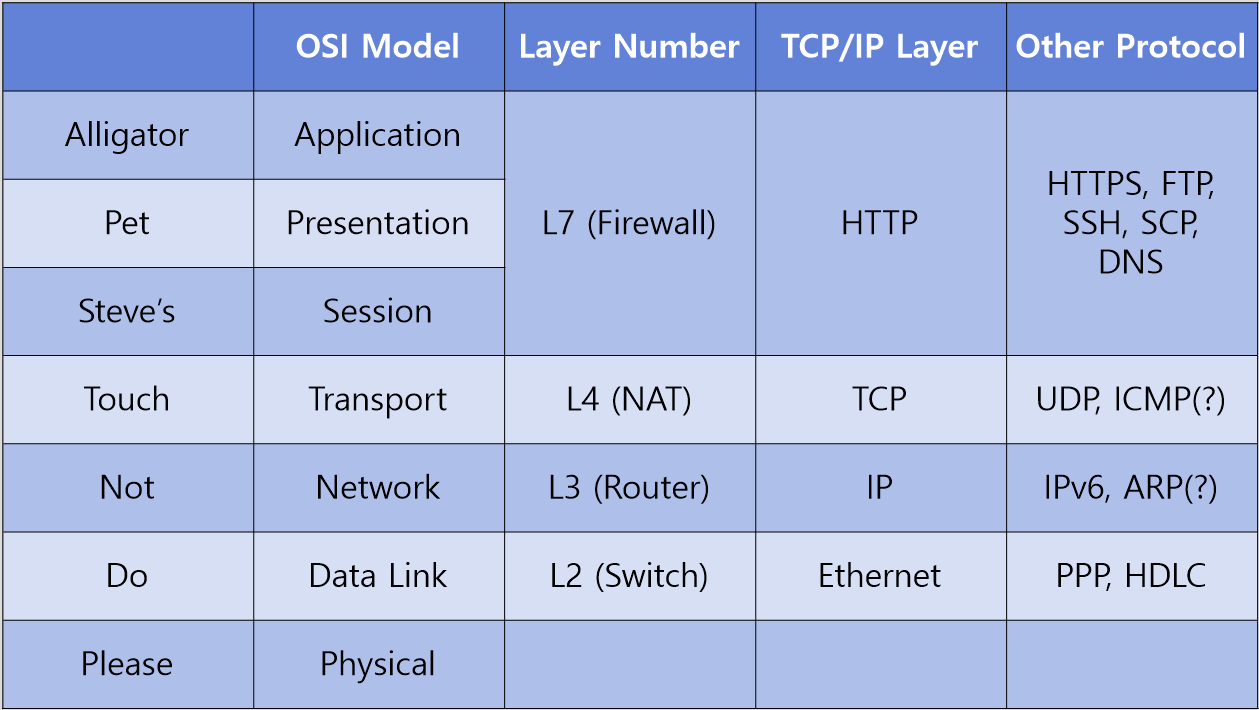 OSI Model Layer Number TCP/IP Layer Other Protocol
Alligator Application
Pet Presentation L7 (Firewall) HTTP HTTPS, FTP,
SSH, SCP,
DNS
Steve’s Session
Touch Transport L4 (NAT) TCP UDP, ICMP(?)
Not Network L3 (Router) IP IPv6, ARP(?)
Do Data Link L2 (Switch) Ethernet PPP, HDLC
Please Physical